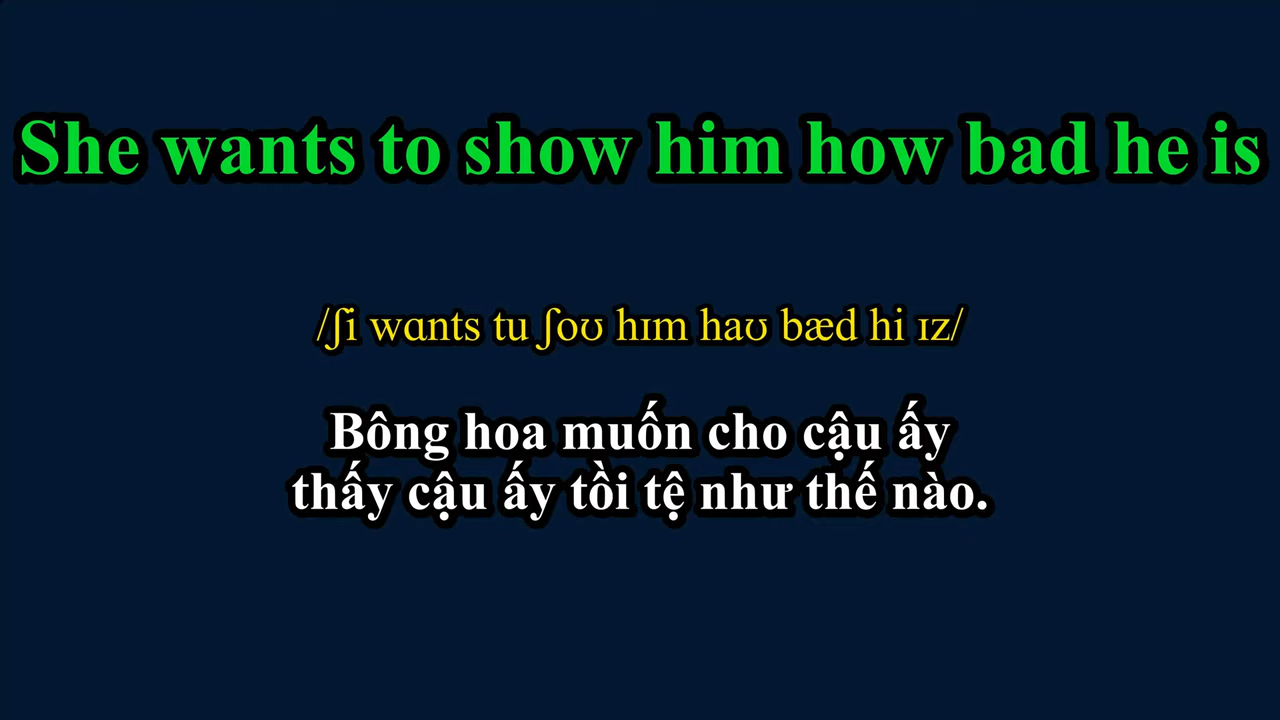 She wants to show him how bad he is
/ʃi wɑnts tu ʃoʊ hɪm haʊ bæd hi ɪz/
Bông hoa muốn cho cậu ấy
thấy cậu ấy tồi tệ như thế nào.